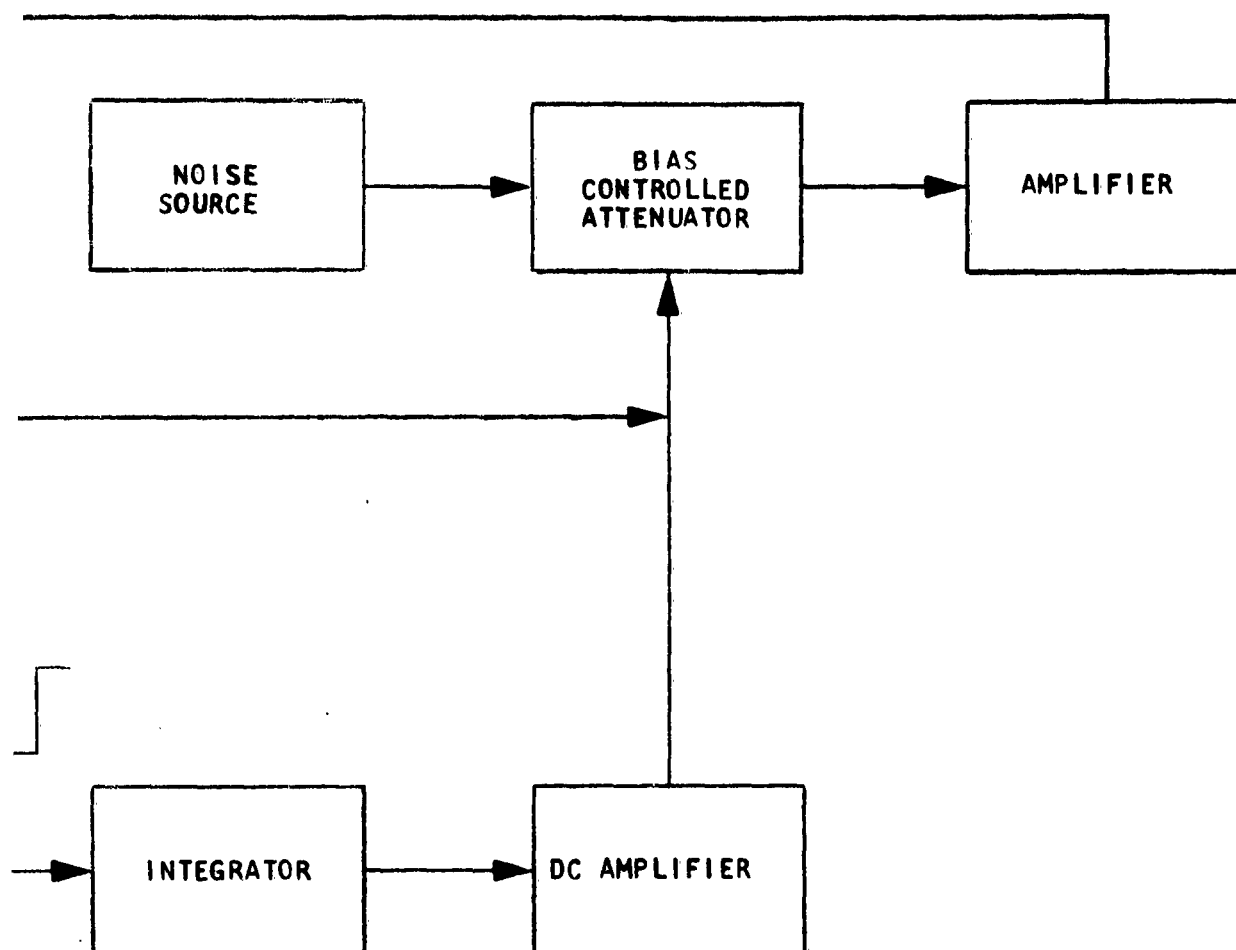 NOISE
SOURCE
BIAS
CONTROLLED
ATTENUATOR
AMPLIFIER
INTEGRATOR
DC AMPLIFIER